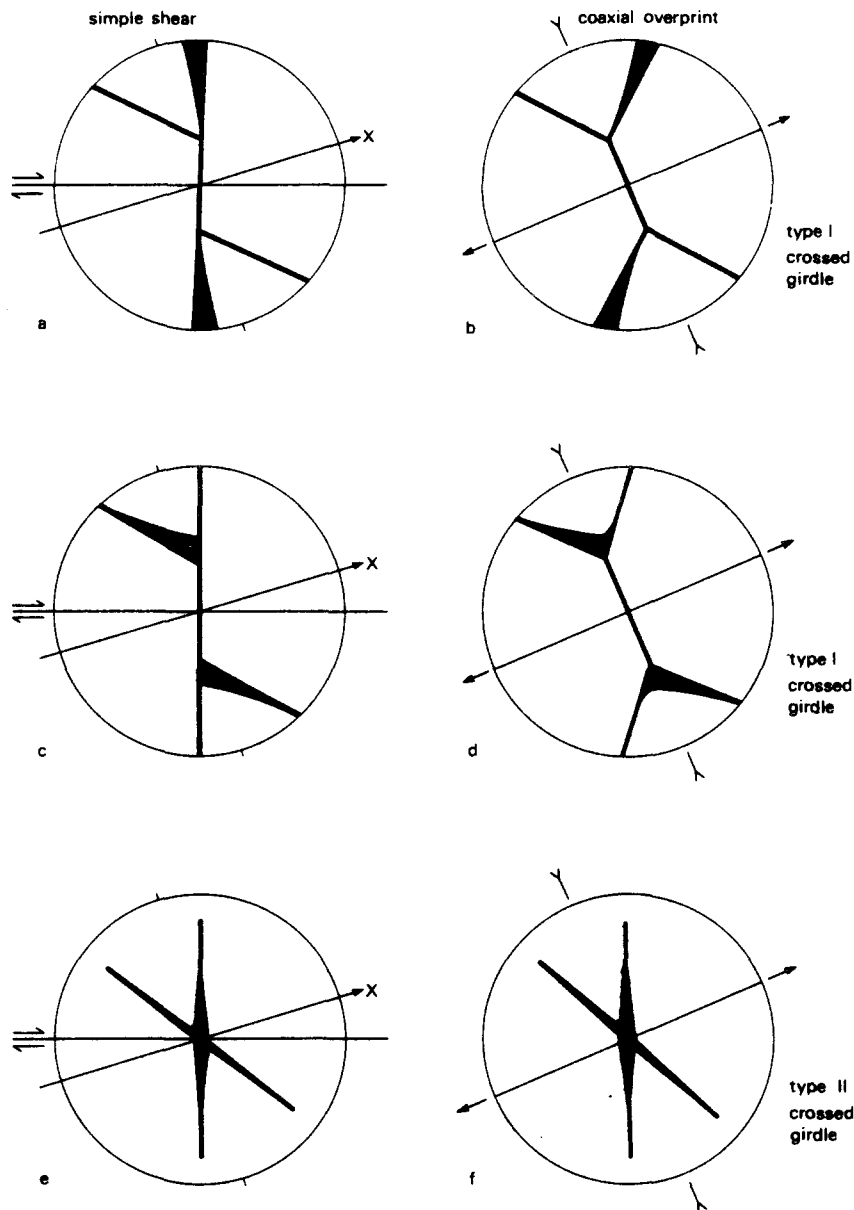 simple shear
coaxial overprint
X
a
b
type I
crossed
girdle
X
c
d
type I
crossed
girdle
X
e
f
type II
crossed
girdle